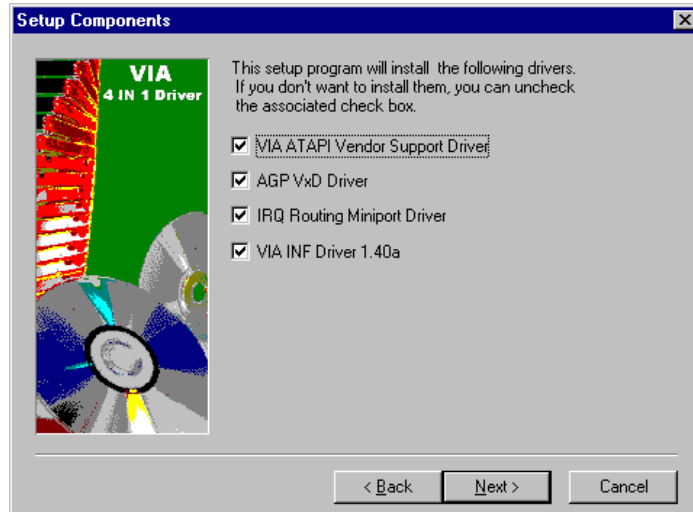 Setup Components
VIA
4 IN 1 Driver
This setup program will install  the following drivers.
If you don't want to install them, you can uncheck
the associated check box.
VIA ATAPI Vendor Support Driver
AGP VxD Driver
IRQ Routing Miniport Driver
VIA INF Driver 1.40a
< Back
Next >
Cancel